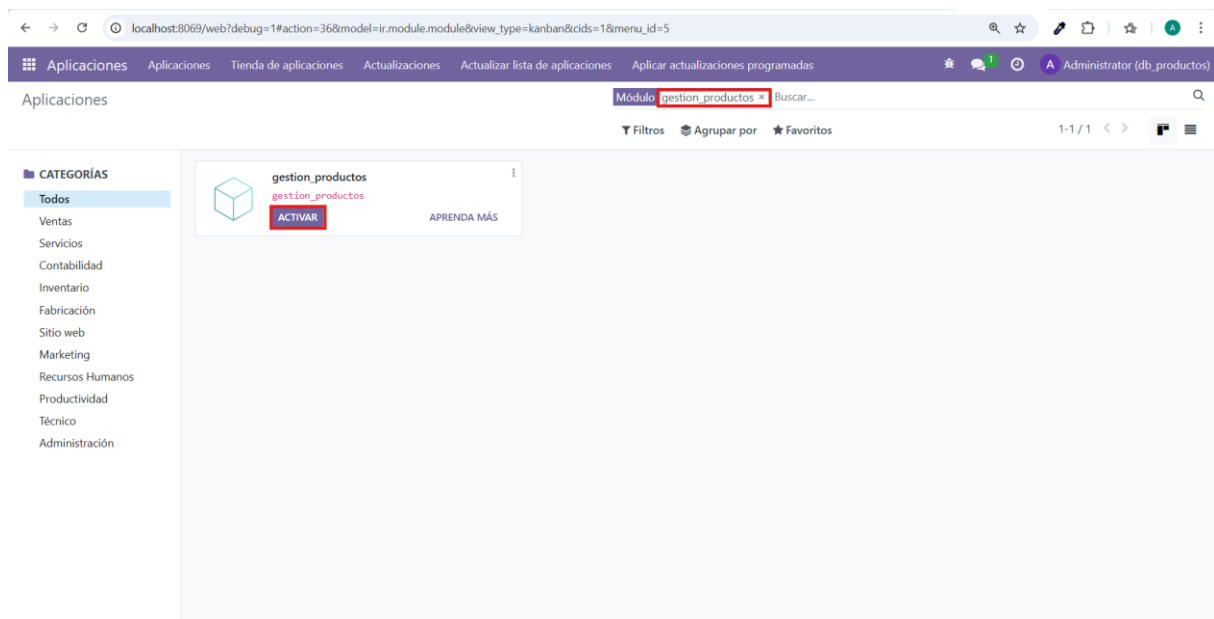 localhost:8069/web?debug=1#action=36&model=ir.module.module&view_type=kanban&cids=1&menu_id=5
A
Aplicaciones Aplicaciones Tienda de aplicaciones Actualizaciones Actualizar lista de aplicaciones Aplicar actualizaciones programadas 1 A Administrator (db_productos)
Aplicaciones Módulo gestion_productos × Buscar...
Filtros Agrupar por Favoritos 1-1 / 1
CATEGORÍAS
Todos
Ventas
Servicios
Contabilidad
Inventario
Fabricación
Sitio web
Marketing
Recursos Humanos
Productividad
Técnico
Administración
gestion_productos
gestion_productos
ACTIVAR APRENDA MÁS